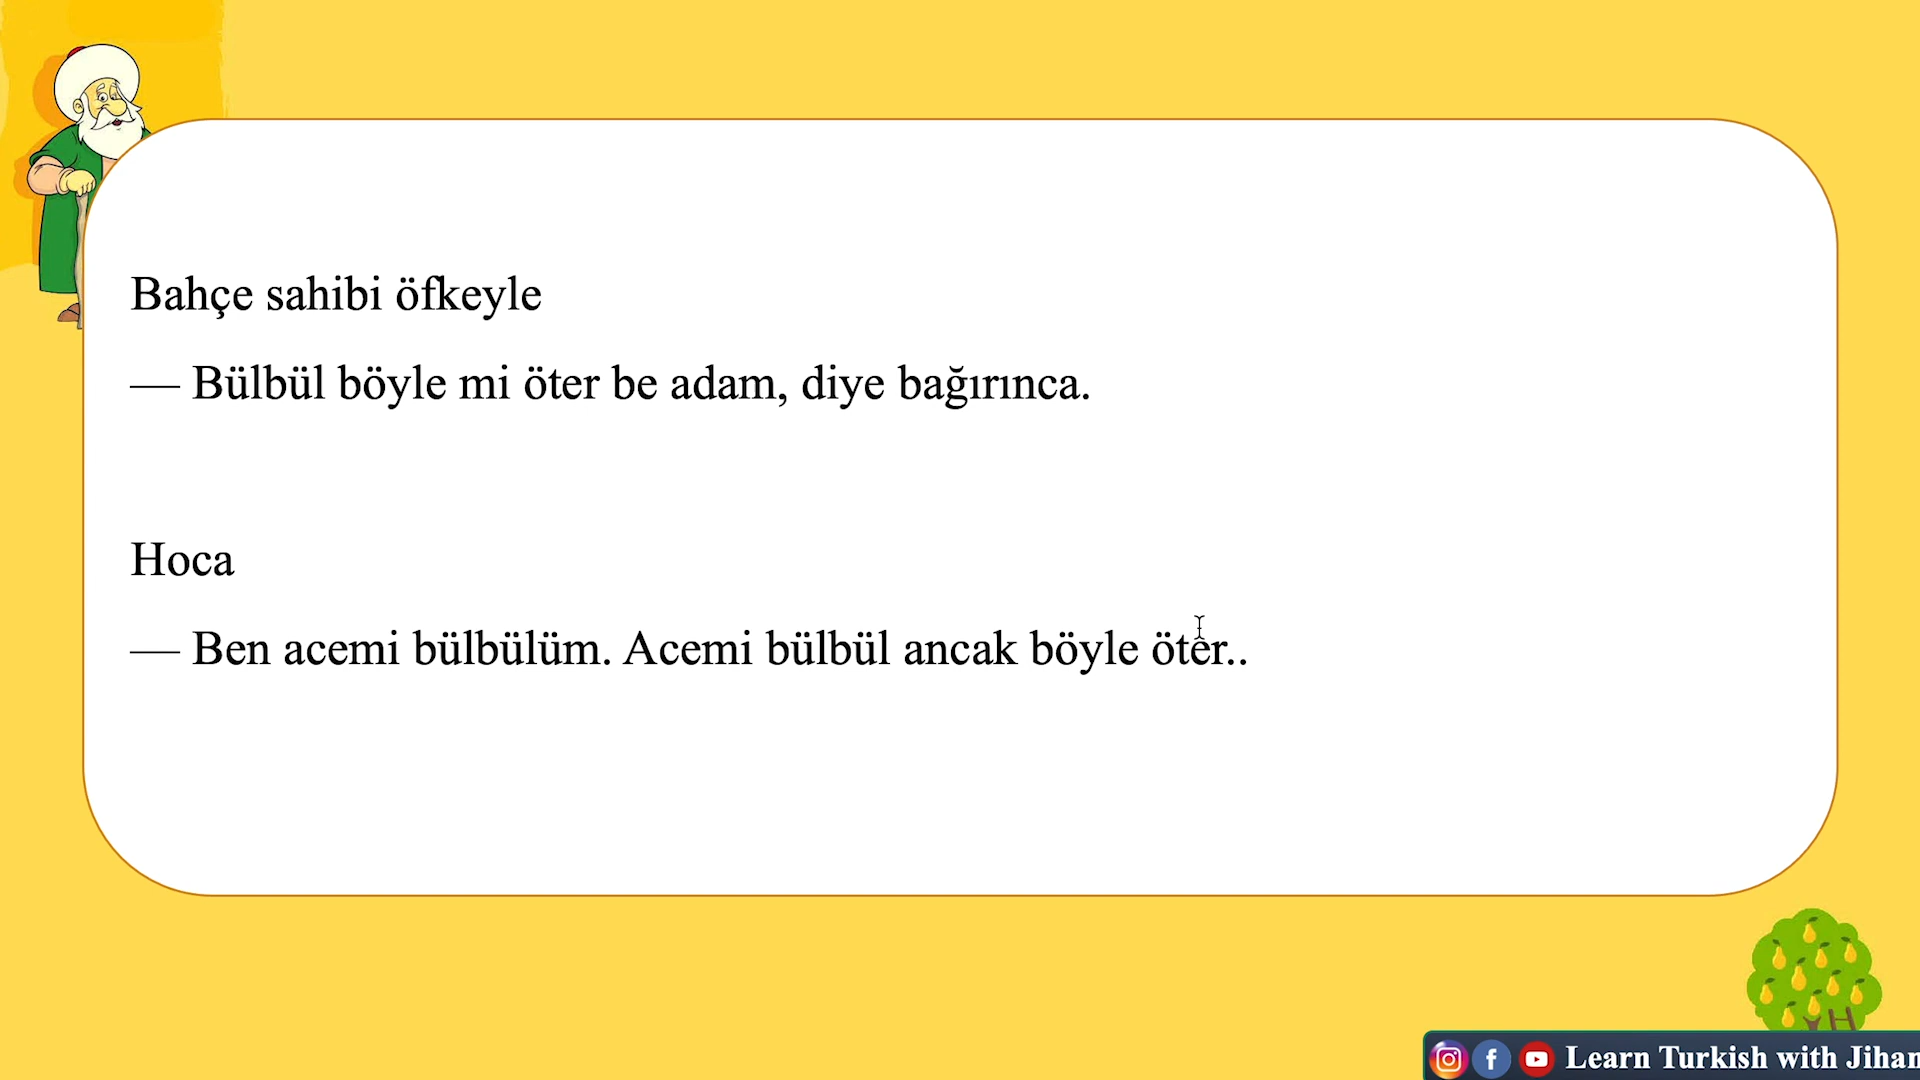 Bahçe sahibi öfkeyle
— Bülbül böyle mi öter be adam, diye bağırınca.
Hoca
— Ben acemi bülbülüm. Acemi bülbül ancak böyle öter..
Learn Turkish with Jihan